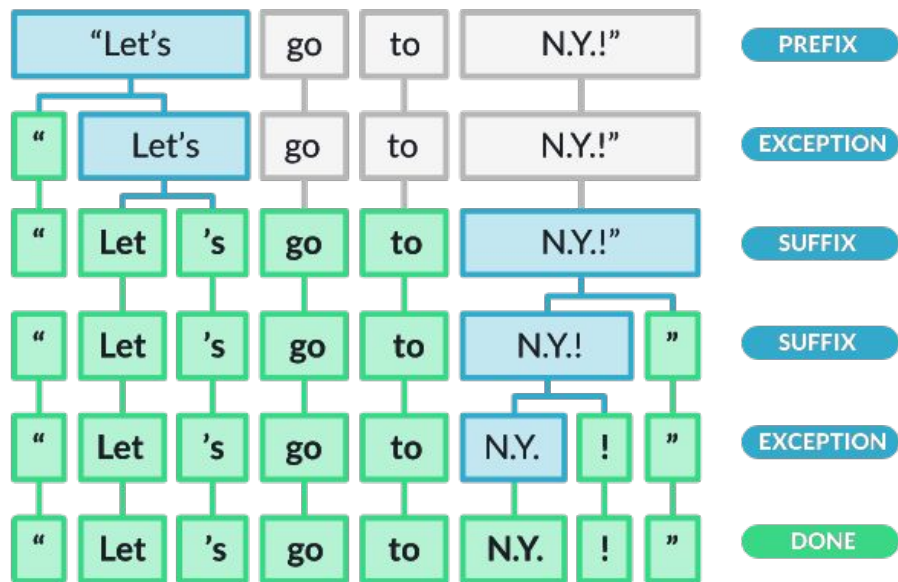 “Let’s go to N.Y.!” PREFIX
“ Let’s go to N.Y.!” EXCEPTION
“ Let ’s go to N.Y.!” SUFFIX
“ Let ’s go to N.Y.! ” SUFFIX
“ Let ’s go to N.Y. ! ” EXCEPTION
“ Let ’s go to N.Y. ! ” DONE